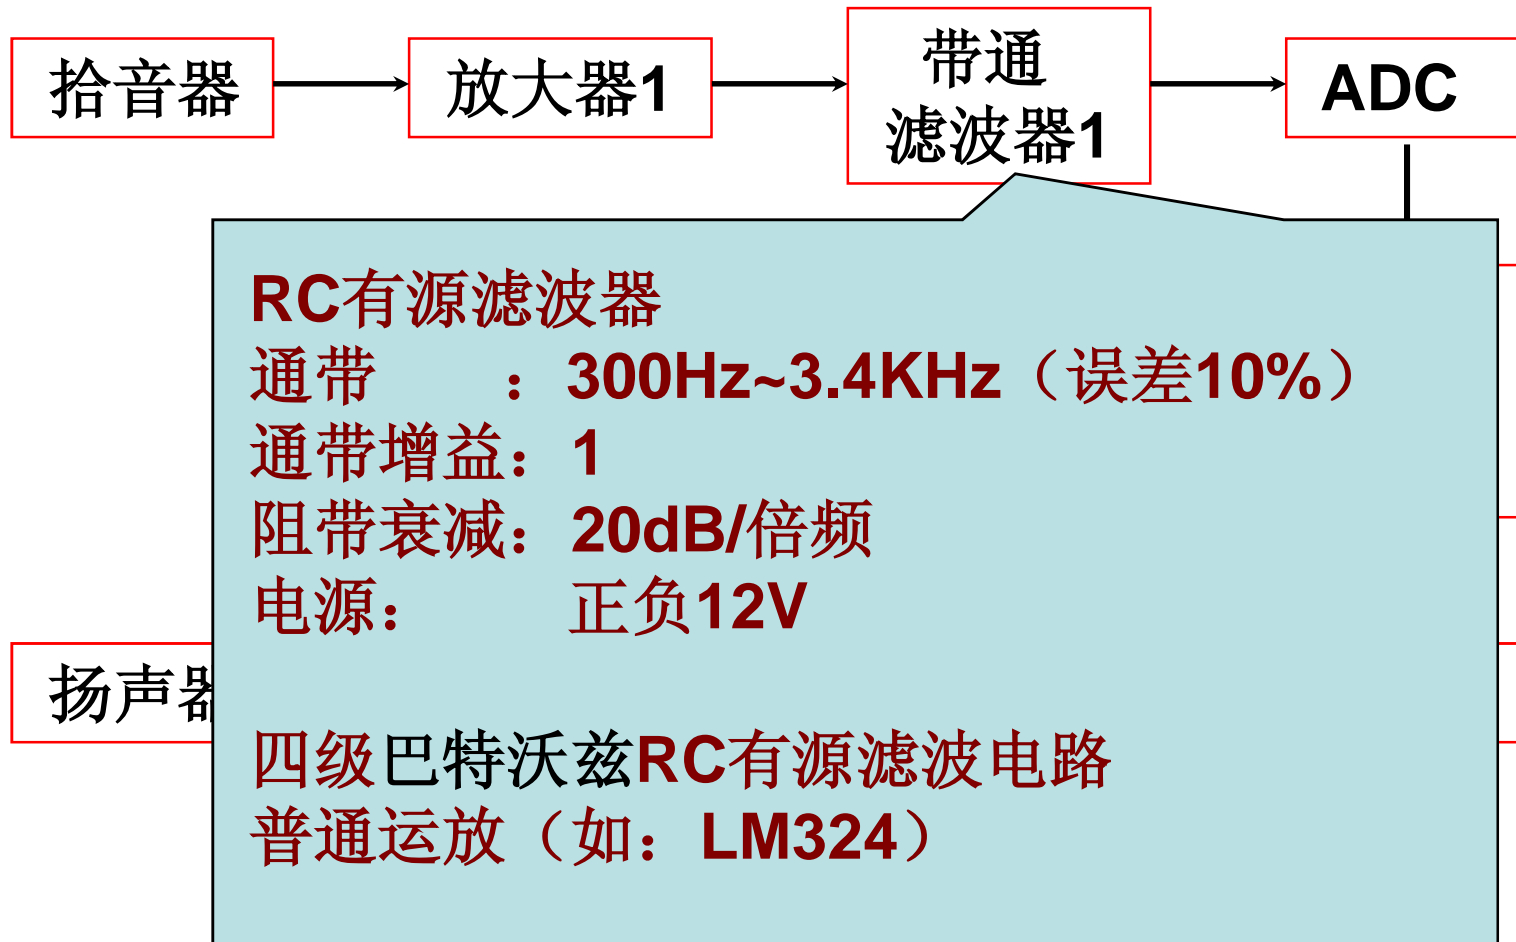 拾音器
放大器1
带通
滤波器1
ADC
RC有源滤波器
通带 ：300Hz~3.4KHz（误差10%）
通带增益：1
阻带衰减：20dB/倍频
电源： 正负12V
扬声器
四级巴特沃兹RC有源滤波电路
普通运放（如：LM324）